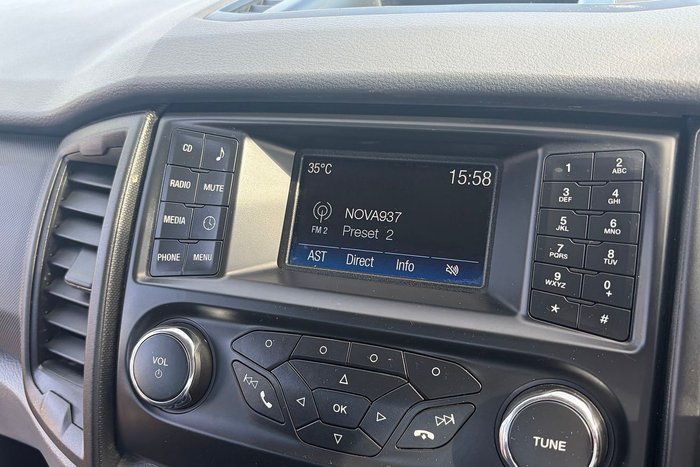 CD
RADIO MUTE
MEDIA
PHONE MENU
35°C 15:58
NOVA937
FM 2 Preset 2
AST Direct Info
1 2 ABC
3 DEF 4 GHI
5 JKL 6 MNO
7 PQRS 8 TUV
9 WXYZ 0 +
* #
VOL
OK
TUNE